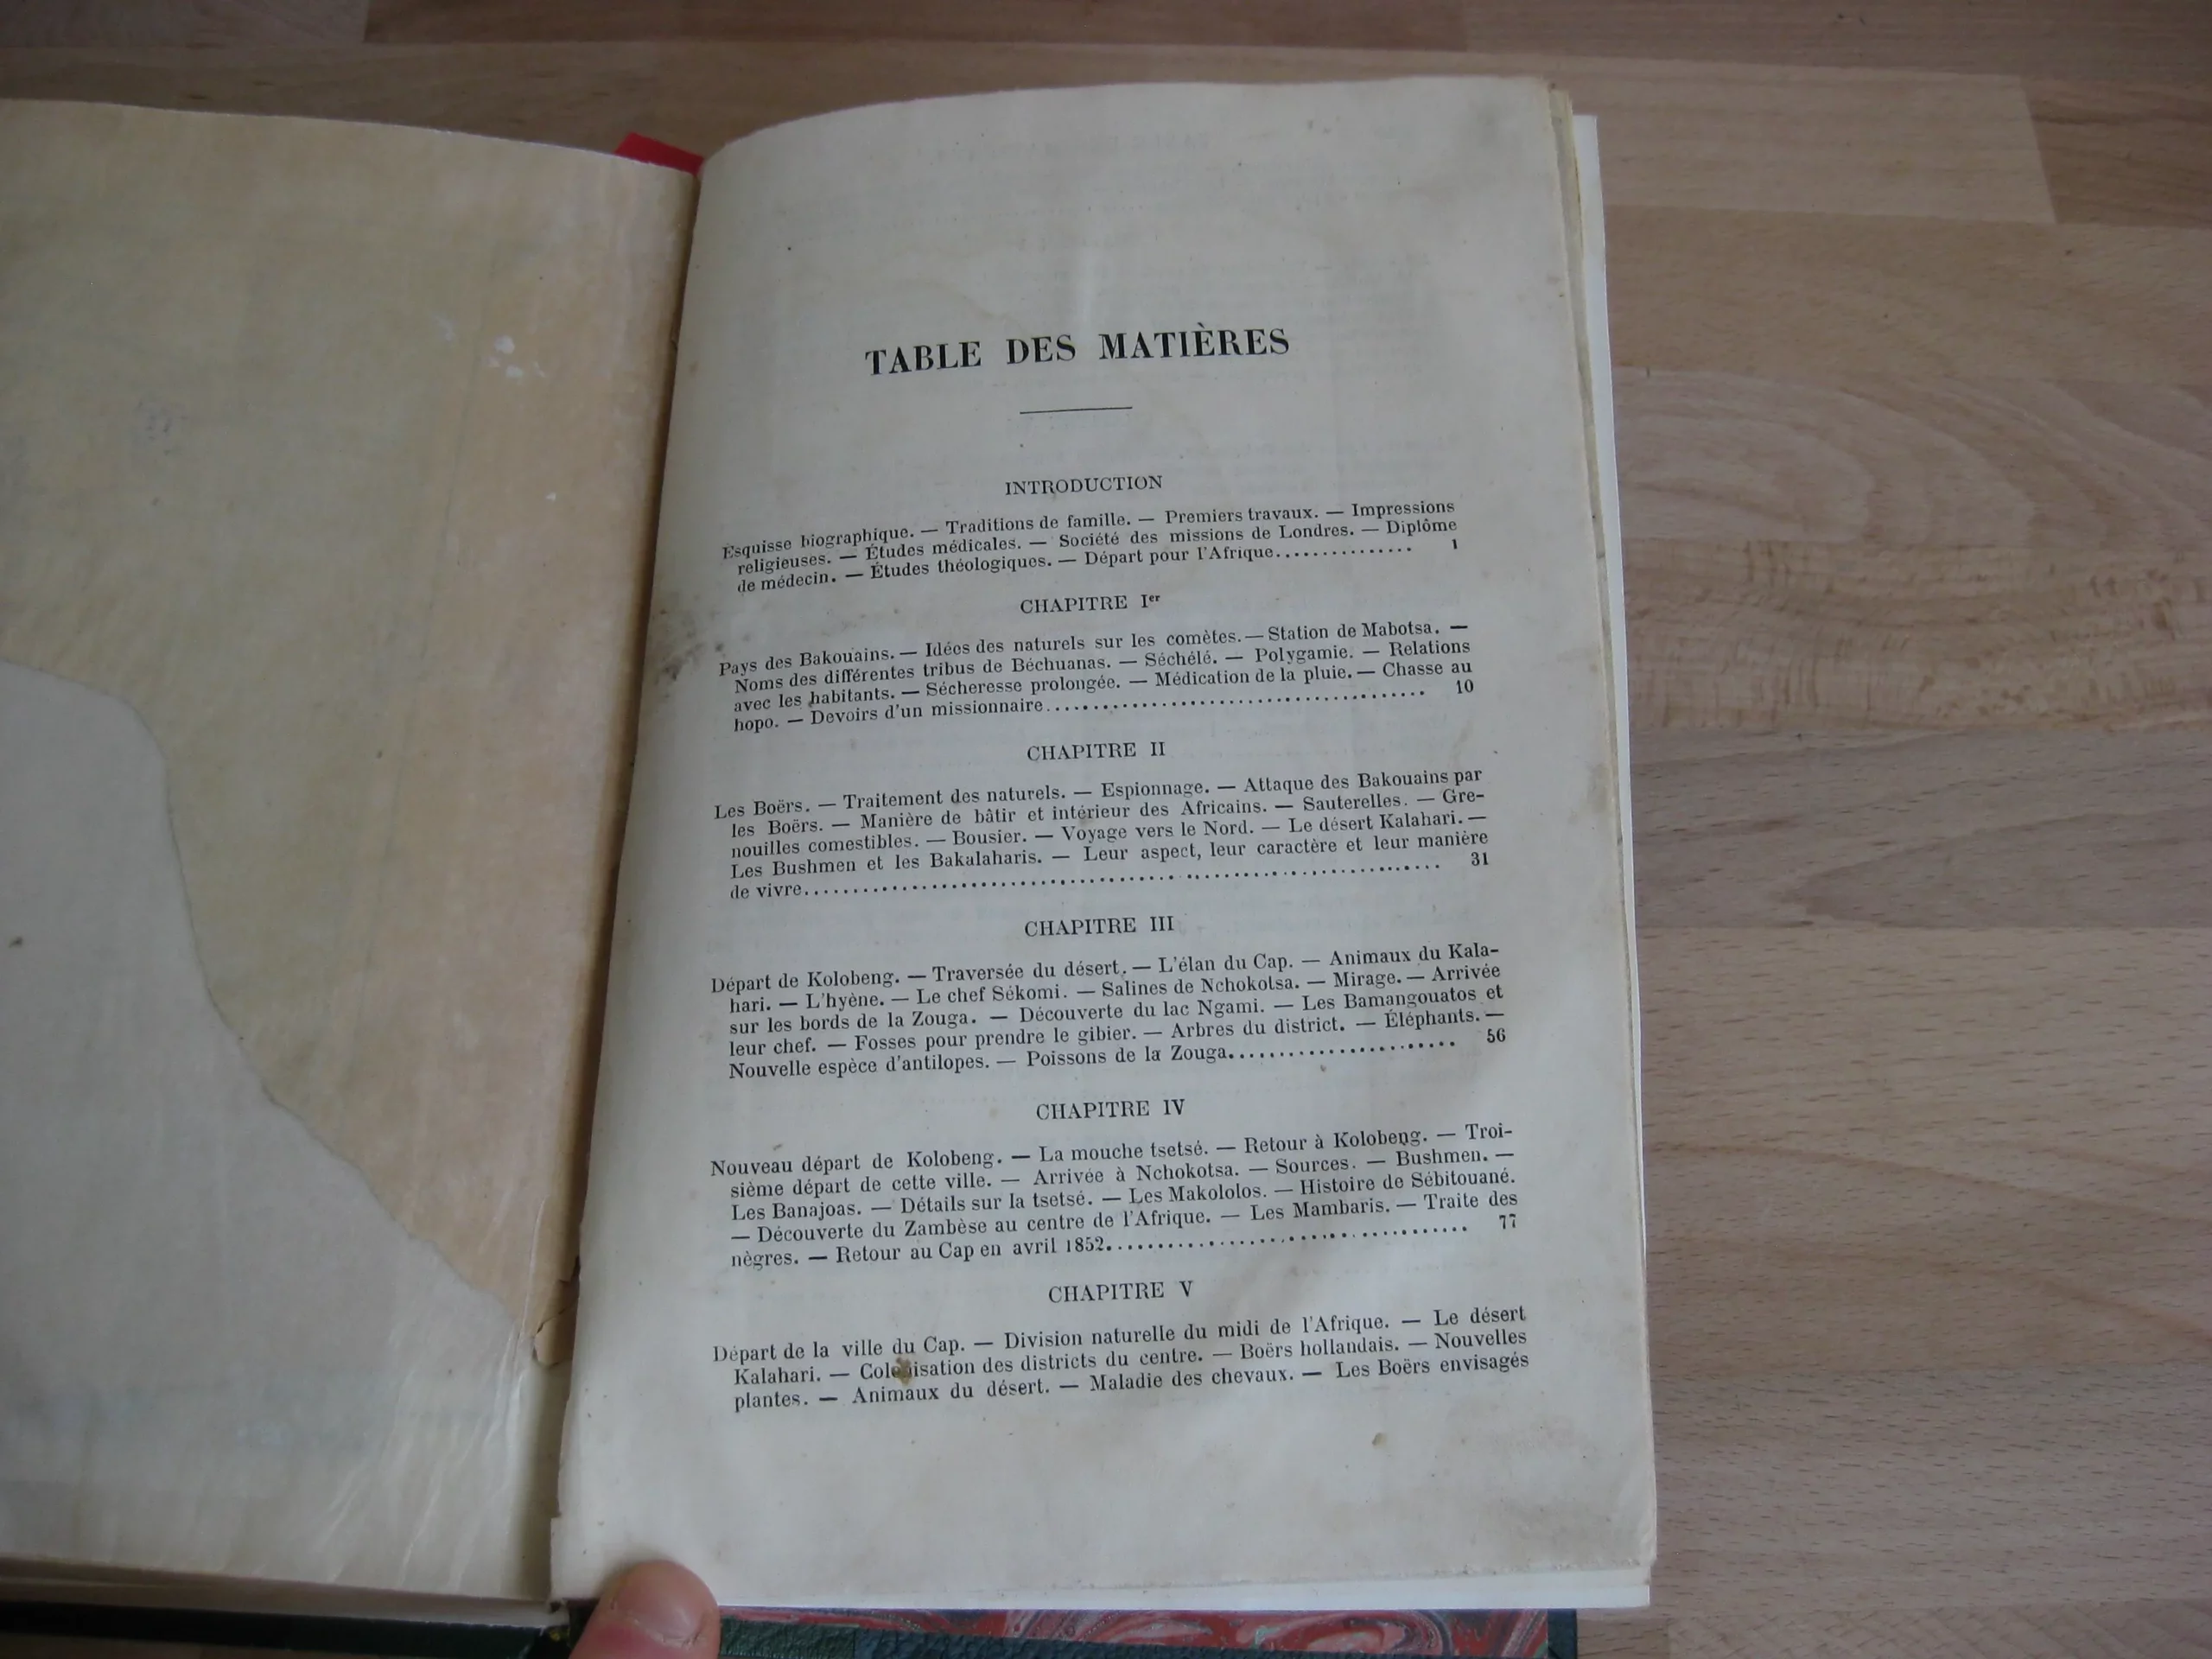 TABLE DES MATIÈRES
INTRODUCTION
Esquisse biographique. — Traditions de famille. — Premiers travaux. — Impressions
religieuses. — Études médicales. — Société des missions de Londres. — Diplôme
de médecin. — Études théologiques. — Départ pour l'Afrique............... 1
CHAPITRE Ier
Pays des Bakouains. — Idées des naturels sur les comètes. — Station de Mabotsa. —
Noms des différentes tribus de Béchuanas. — Séchélé. — Polygamie. — Relations
avec les habitants. — Sécheresse prolongée. — Médication de la pluie. — Chasse au
hopo. — Devoirs d'un missionnaire........................................ 10
CHAPITRE II
Les Boërs. — Traitement des naturels. — Espionnage. — Attaque des Bakouains par
les Boërs. — Manière de bâtir et intérieur des Africains. — Sauterelles. — Gre-
nouilles comestibles. — Bousier. — Voyage vers le Nord. — Le désert Kalahari. —
Les Bushmen et les Bakalaharis. — Leur aspect, leur caractère et leur manière
de vivre.................................................................. 31
CHAPITRE III
Départ de Kolobeng. — Traversée du désert. — L'élan du Cap. — Animaux du Kala-
hari. — L'hyène. — Le chef Sékomi. — Salines de Nchokotsa. — Mirage. — Arrivée
sur les bords de la Zouga. — Découverte du lac Ngami. — Les Bamangouatos et
leur chef. — Fosses pour prendre le gibier. — Arbres du district. — Éléphants. —
Nouvelle espèce d'antilopes. — Poissons de la Zouga........................ 56
CHAPITRE IV
Nouveau départ de Kolobeng. — La mouche tsetsé. — Retour à Kolobeng. — Troi-
sième départ de cette ville. — Arrivée à Nchokotsa. — Sources. — Bushmen. —
Les Banajoas. — Détails sur la tsetsé. — Les Makololos. — Histoire de Sébitouané.
— Découverte du Zambèse au centre de l'Afrique. — Les Mambaris. — Traite des
nègres. — Retour au Cap en avril 1852..................................... 77
CHAPITRE V
Départ de la ville du Cap. — Division naturelle du midi de l'Afrique. — Le désert
Kalahari. — Colonisation des districts du centre. — Boërs hollandais. — Nouvelles
plantes. — Animaux du désert. — Maladie des chevaux. — Les Boërs envisagés